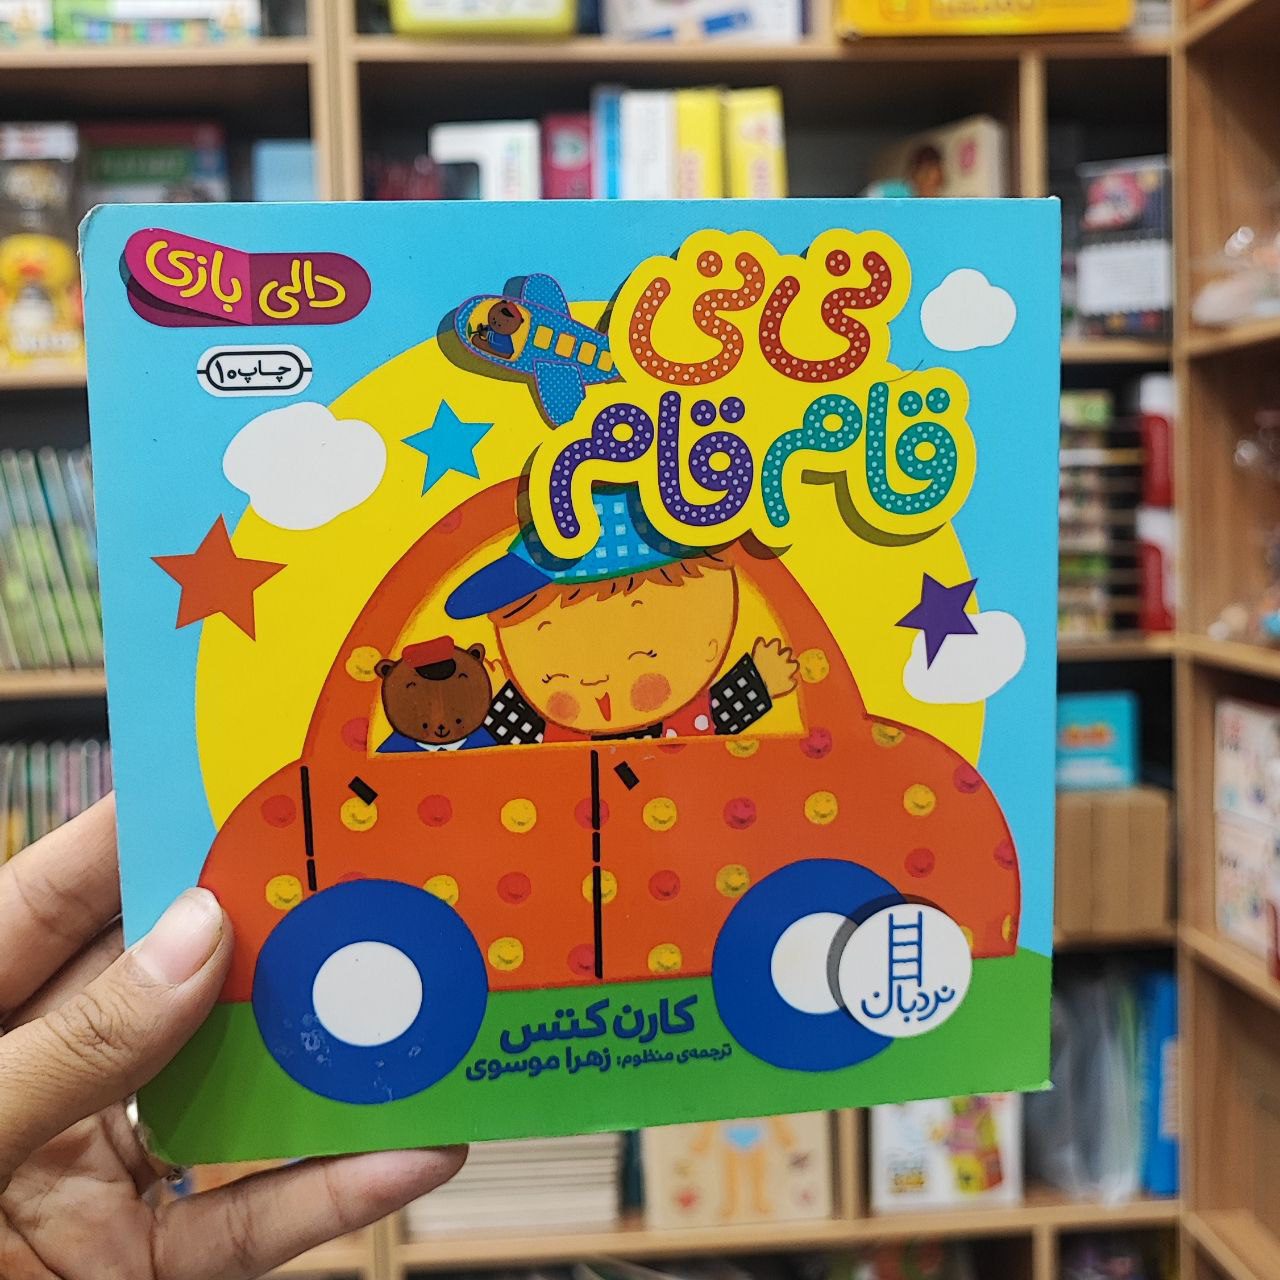 دالی بازی
چاپ ۱۰
نی نی
قام قام
کارن کتس
ترجمه‌ی منظوم: زهرا موسوی
نردبان